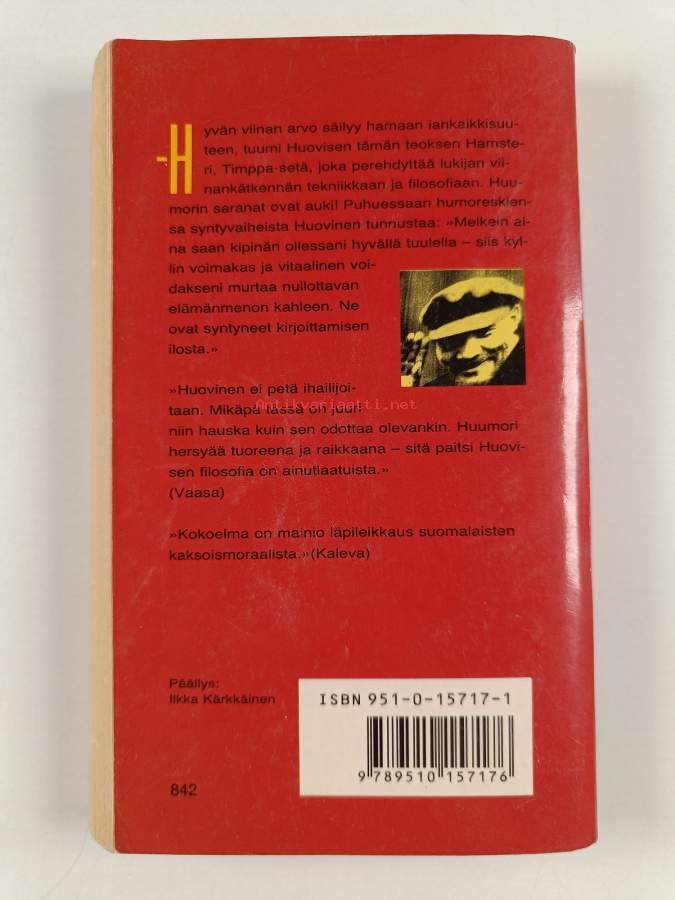 -Hyvän viinan arvo säilyy hamaan iankaikkisuu-
teen, tuumi Huovisen tämän teoksen Hamste-
ri, Timppa-setä, joka perehdyttää lukijan vii-
nankätkennän tekniikkaan ja filosofiaan. Huu-
morin saranat ovat auki! Puhuessaan humoreskien-
sa syntyvaiheista Huovinen tunnustaa: »Melkein ai-
na saan kipinän ollessani hyvällä tuulella – siis kyl-
lin voimakas ja vitaalinen voi-
dakseni murtaa nullottavan
elämänmenon kahleen. Ne
ovat syntyneet kirjoittamisen
ilosta.»
»Huovinen ei petä ihailijoi-
taan. Mikäpä tässä on juuri
Antikvariaatti.net
niin hauska kuin sen odottaa olevankin. Huumori
hersyää tuoreena ja raikkaana – sitä paitsi Huovi-
sen filosofia on ainutlaatuista.»
(Vaasa)
»Kokoelma on mainio läpileikkaus suomalaisten
kaksoismoraalista.»(Kaleva)
Päällys:
Ilkka Kärkkäinen
ISBN 951-0-15717-1
9 789510 157176
842